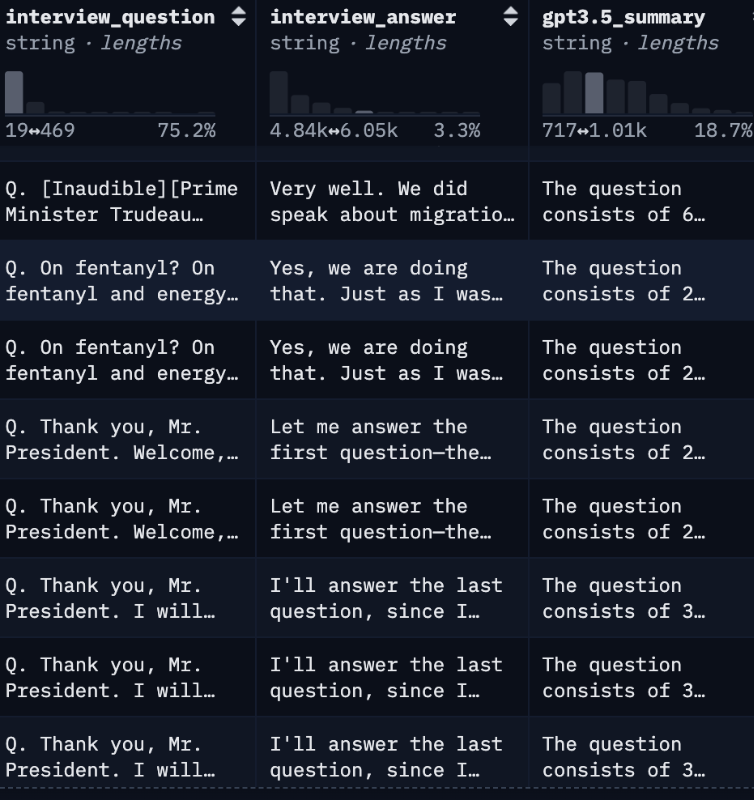 interview_question
string · lengths
19↔469 75.2%
interview_answer
string · lengths
4.84k↔6.05k 3.3%
gpt3.5_summary
string · lengths
717↔1.01k 18.7%
Q. [Inaudible][Prime
Minister Trudeau…
Very well. We did
speak about migratio…
The question
consists of 6…
Q. On fentanyl? On
fentanyl and energy…
Yes, we are doing
that. Just as I was…
The question
consists of 2…
Q. On fentanyl? On
fentanyl and energy…
Yes, we are doing
that. Just as I was…
The question
consists of 2…
Q. Thank you, Mr.
President. Welcome,…
Let me answer the
first question—the…
The question
consists of 2…
Q. Thank you, Mr.
President. Welcome,…
Let me answer the
first question—the…
The question
consists of 2…
Q. Thank you, Mr.
President. I will…
I'll answer the last
question, since I…
The question
consists of 3…
Q. Thank you, Mr.
President. I will…
I'll answer the last
question, since I…
The question
consists of 3…
Q. Thank you, Mr.
President. I will…
I'll answer the last
question, since I…
The question
consists of 3…